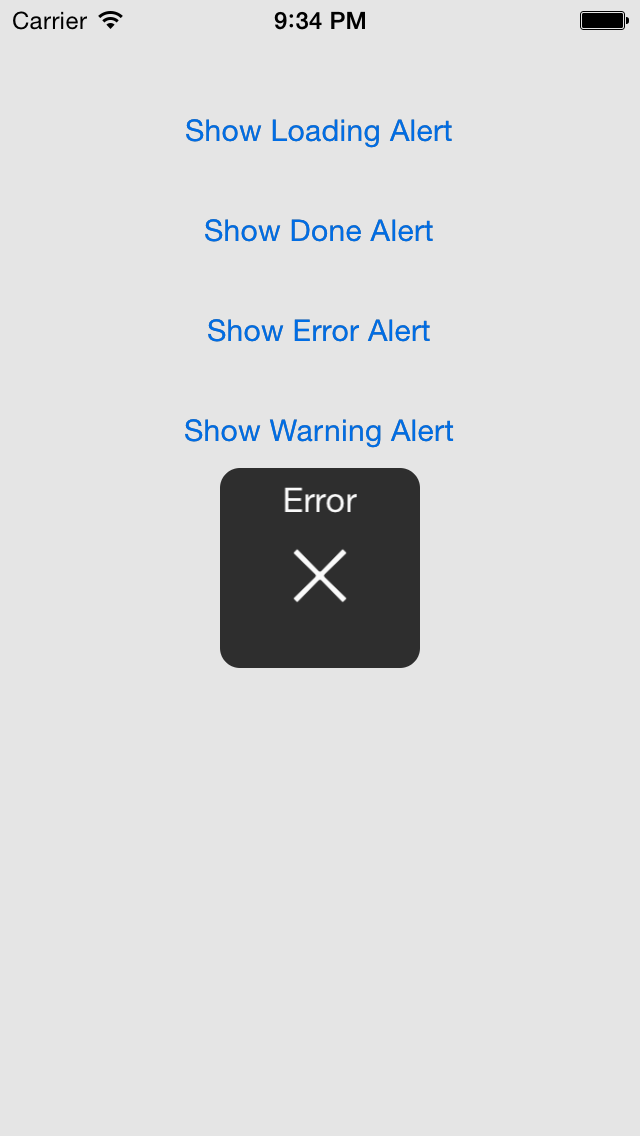 Carrier 9:34 PM
Show Loading Alert
Show Done Alert
Show Error Alert
Show Warning Alert
Error